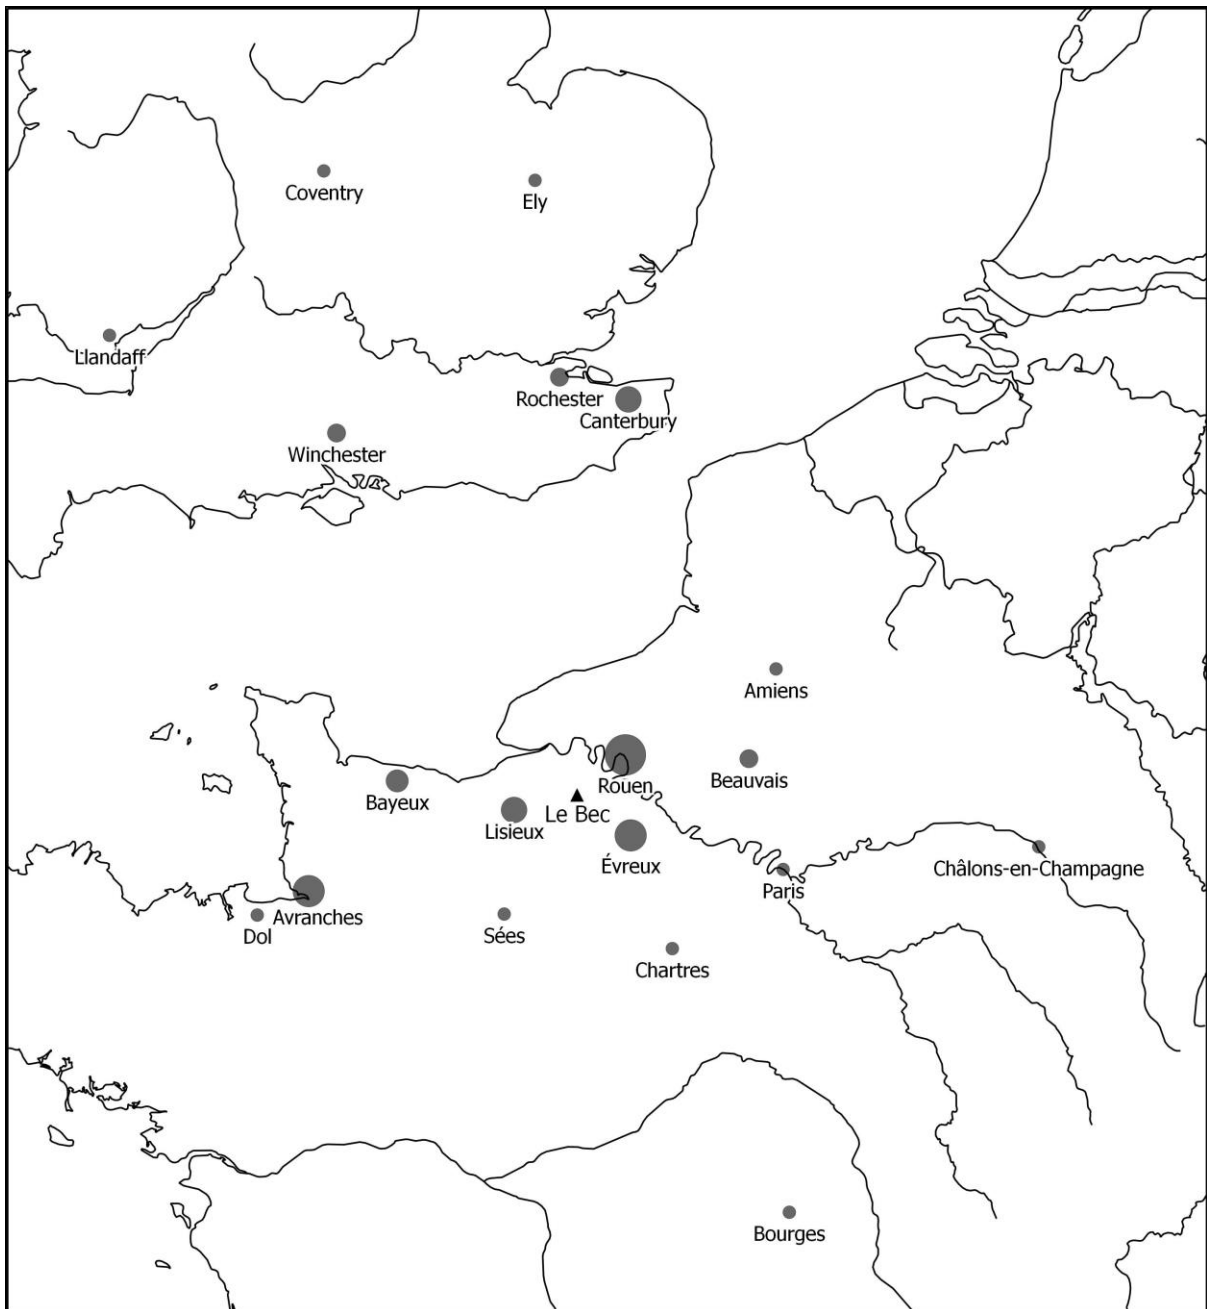 Coventry
Ely
Llandaff
Rochester
Canterbury
Winchester
Amiens
Rouen
Beauvais
Bayeux
Le Bec
Lisieux
Évreux
Châlons-en-Champagne
Paris
Avranches
Dol
Sées
Chartres
Bourges